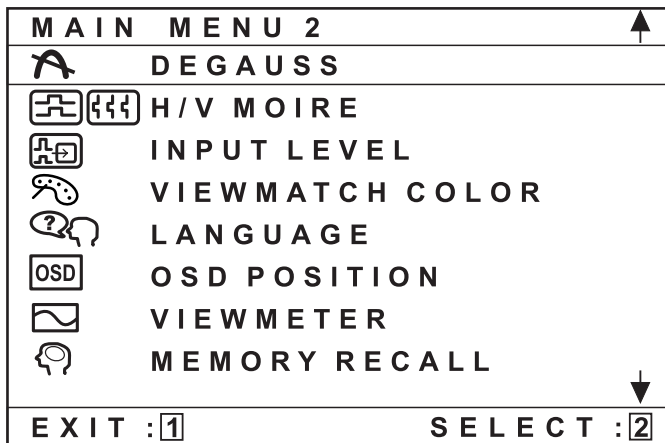 MAIN MENU 2
DEGAUSS
H/V MOIRE
INPUT LEVEL
VIEWMATCH COLOR
? LANGUAGE
OSD OSD POSITION
VIEWMETER
MEMORY RECALL
EXIT :1 SELECT :2